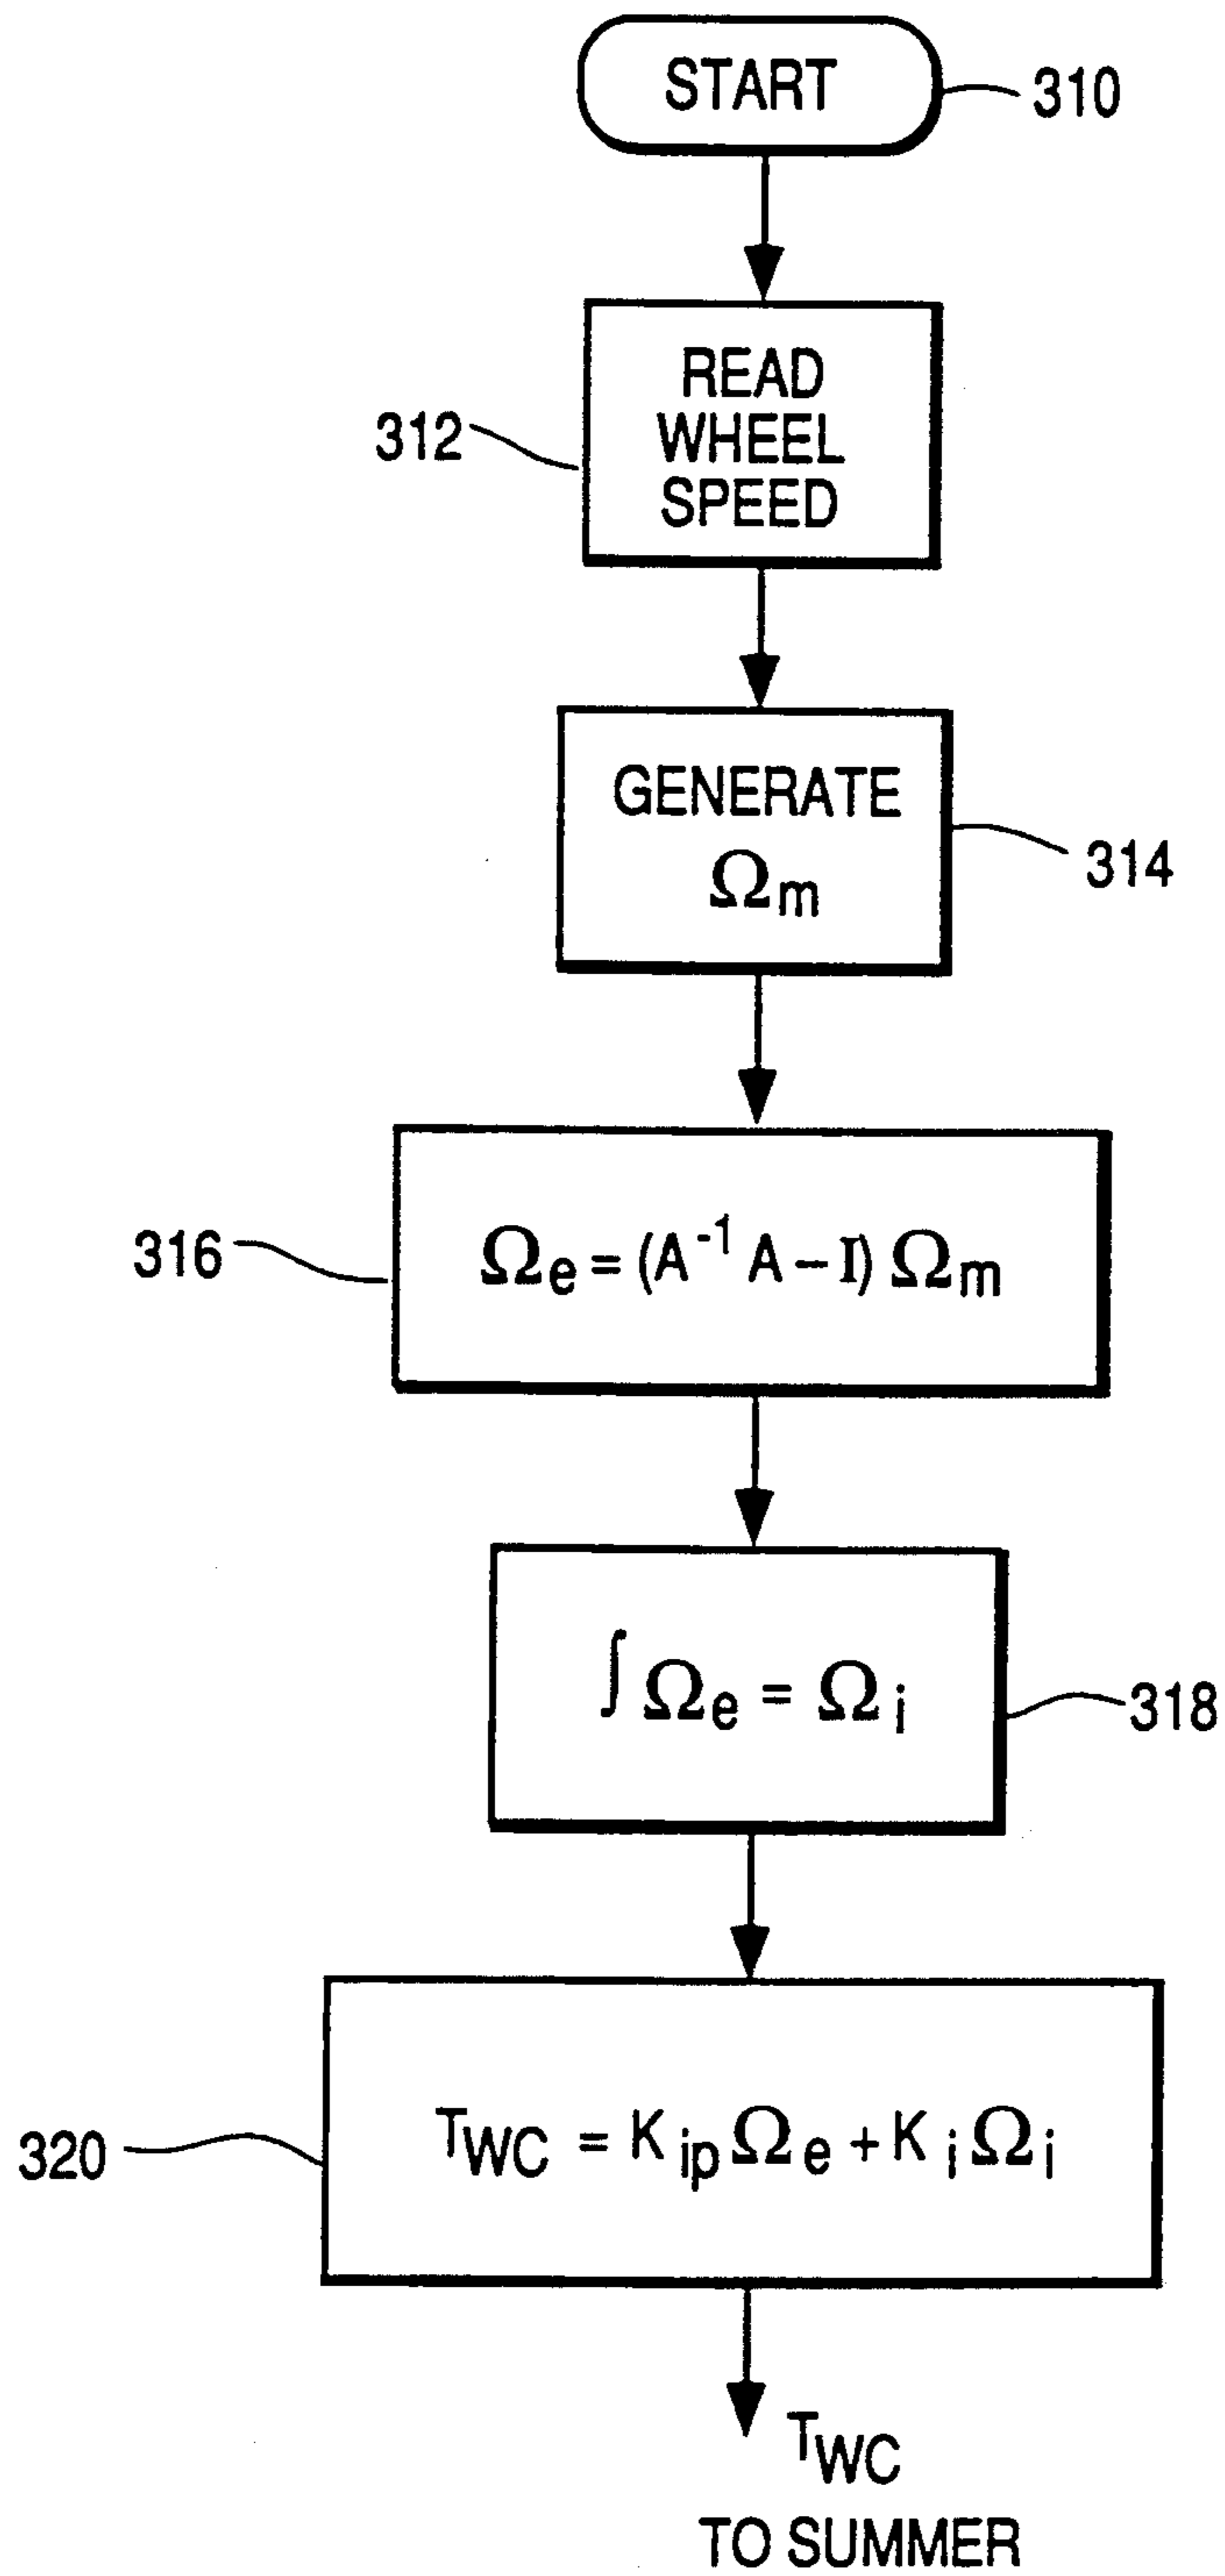 START
310
READ
WHEEL
SPEED
312
GENERATE
Ωm
314
316
Ωe = (A⁻¹ A – I) Ωm
∫ Ωe = Ωi
318
320
TWC = Kip Ωe + Ki Ωi
TWC
TO SUMMER